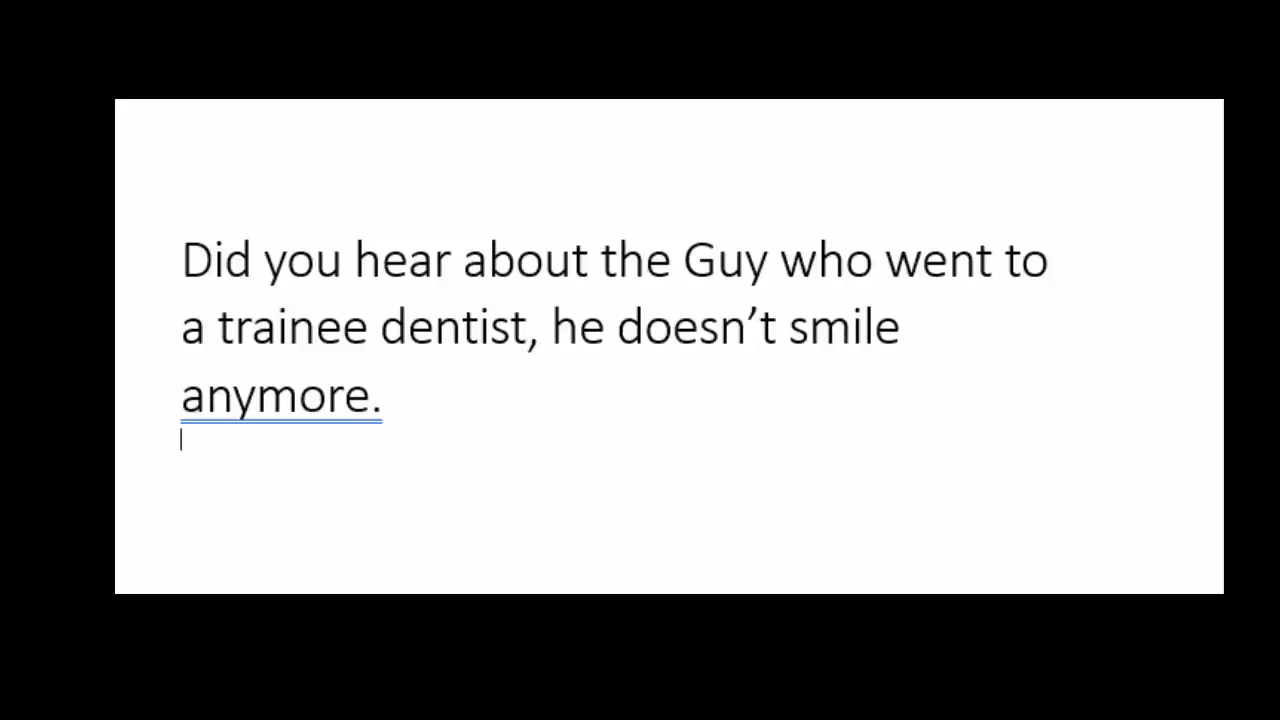 Did you hear about the Guy who went to
a trainee dentist, he doesn’t smile
anymore.